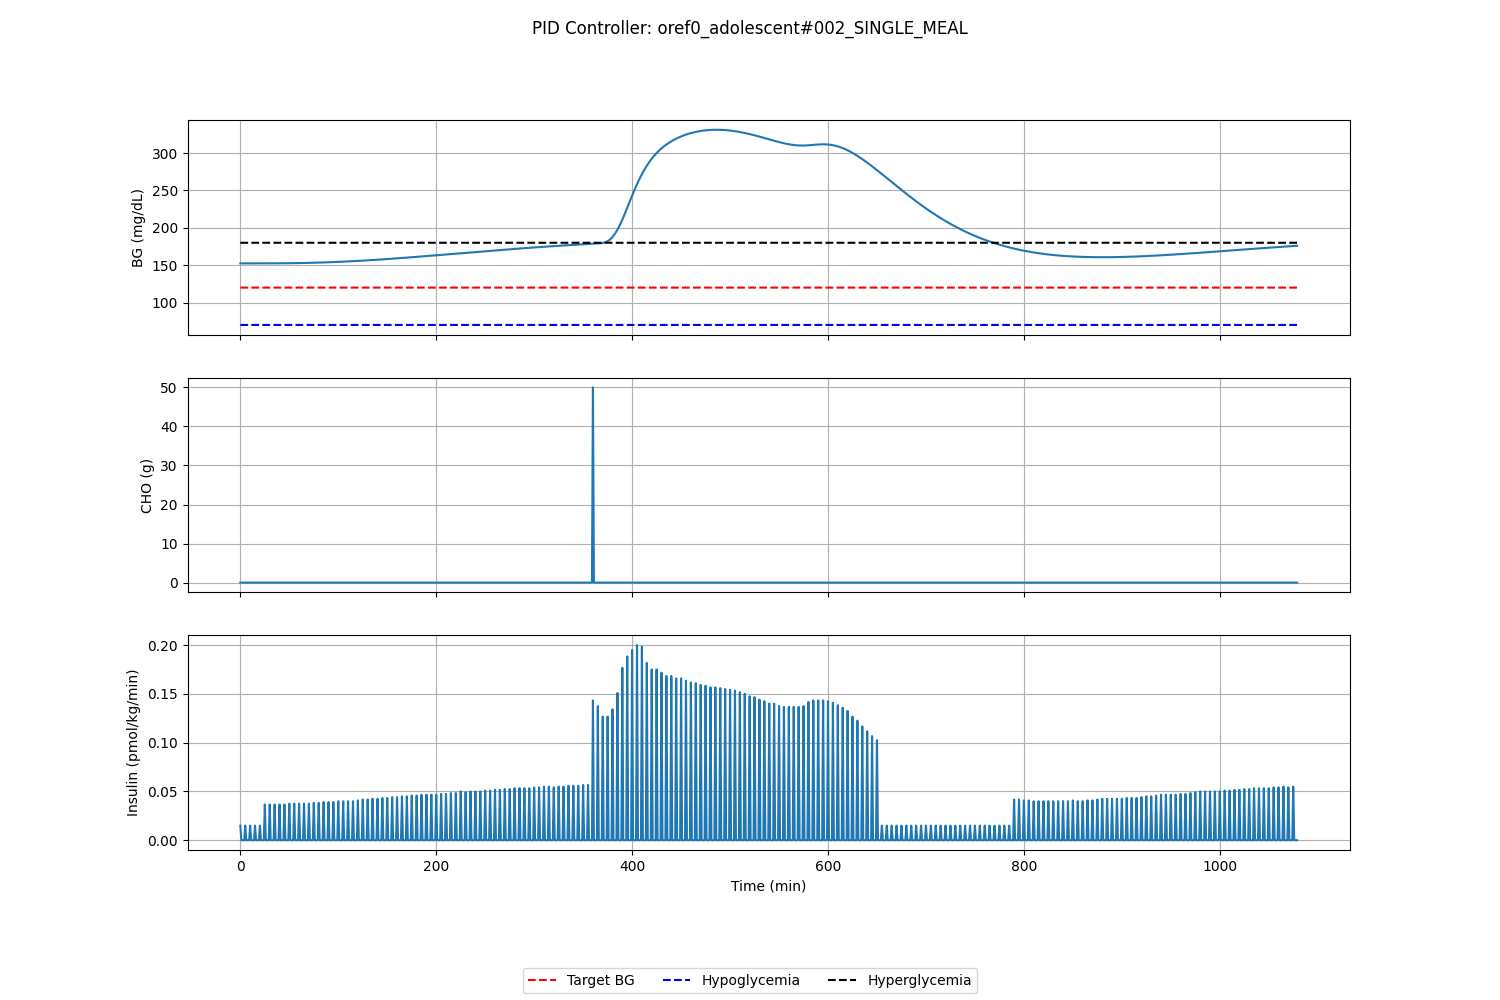 PID Controller: oref0_adolescent#002_SINGLE_MEAL
BG (mg/dL)
300
250
200
150
100
CHO (g)
50
40
30
20
10
0
Insulin (pmol/kg/min)
0.20
0.15
0.10
0.05
0.00
0 200 400 600 800 1000
Time (min)
Target BG Hypoglycemia Hyperglycemia